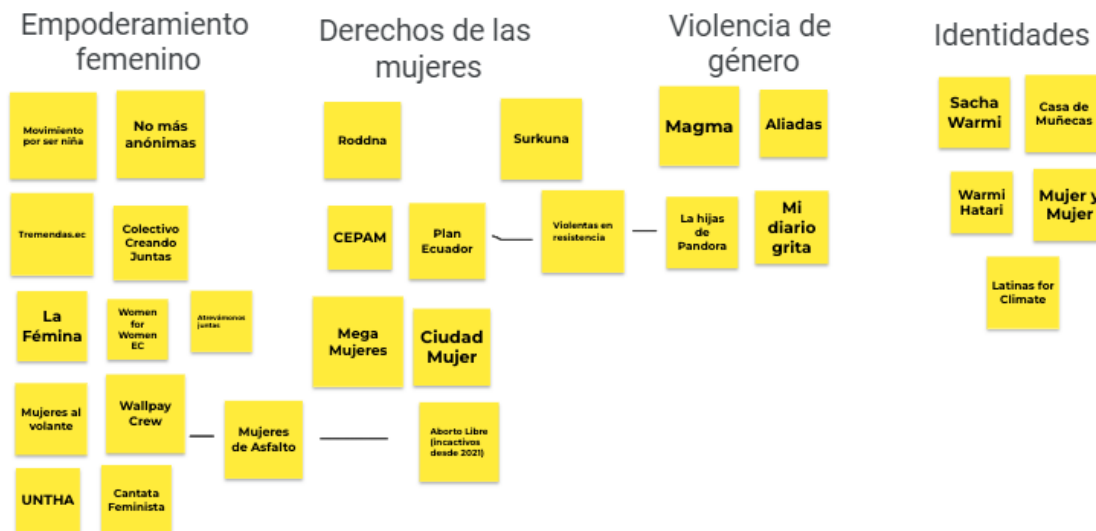 Empoderamiento
femenino
Movimiento
por ser niña
No más
anónimas
Tremendas.ec
Colectivo
Creando
Juntas
La
Fémina
Women
for
Women
EC
Atrevámonos
juntas
Mujeres al
volante
Wallpay
Crew
Mujeres
de Asfalto
UNTHA
Cantata
Feminista
Derechos de las
mujeres
Roddna
Surkuna
CEPAM
Plan
Ecuador
Violentas en
resistencia
Mega
Mujeres
Ciudad
Mujer
Aborto Libre
(incactivos
desde 2021)
Violencia de
género
Magma
Aliadas
La hijas
de
Pandora
Mi
diario
grita
Identidades
Sacha
Warmi
Casa de
Muñecas
Warmi
Hatari
Mujer y
Mujer
Latinas for
Climate